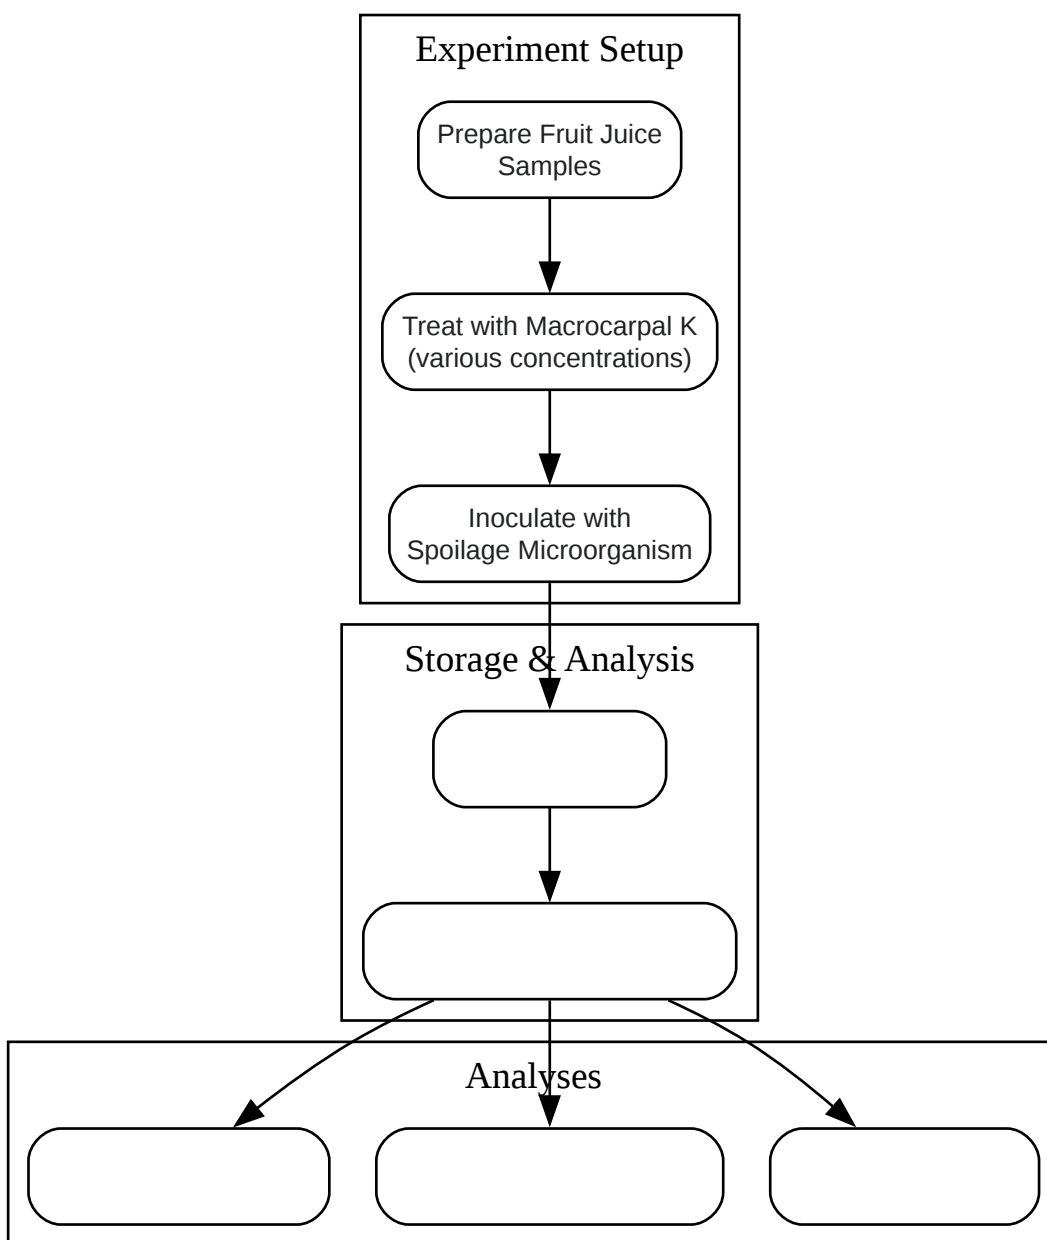 Experiment Setup
Prepare Fruit Juice
Samples
Treat with Macrocarpal K
(various concentrations)
Inoculate with
Spoilage Microorganism
Storage & Analysis
Analyses